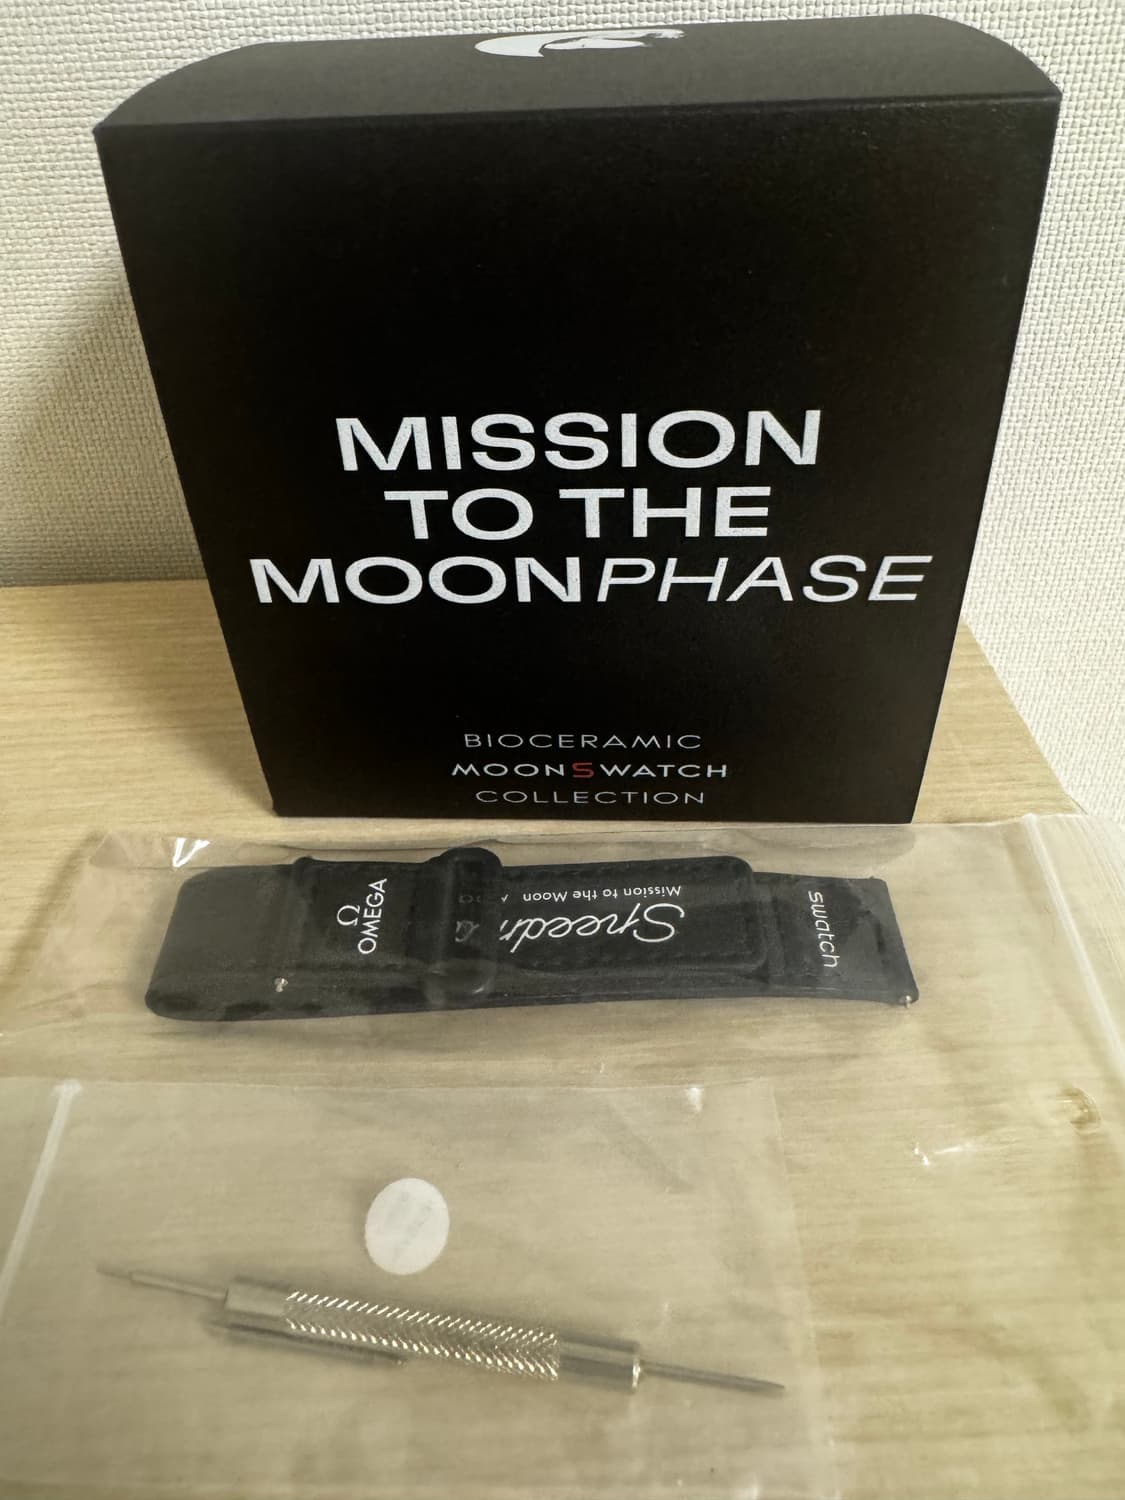 MISSION
TO THE
MOONPHASE
BIOCERAMIC
MOONSWATCH
COLLECTION
Ω
OMEGA
Mission to the Moon
swatch